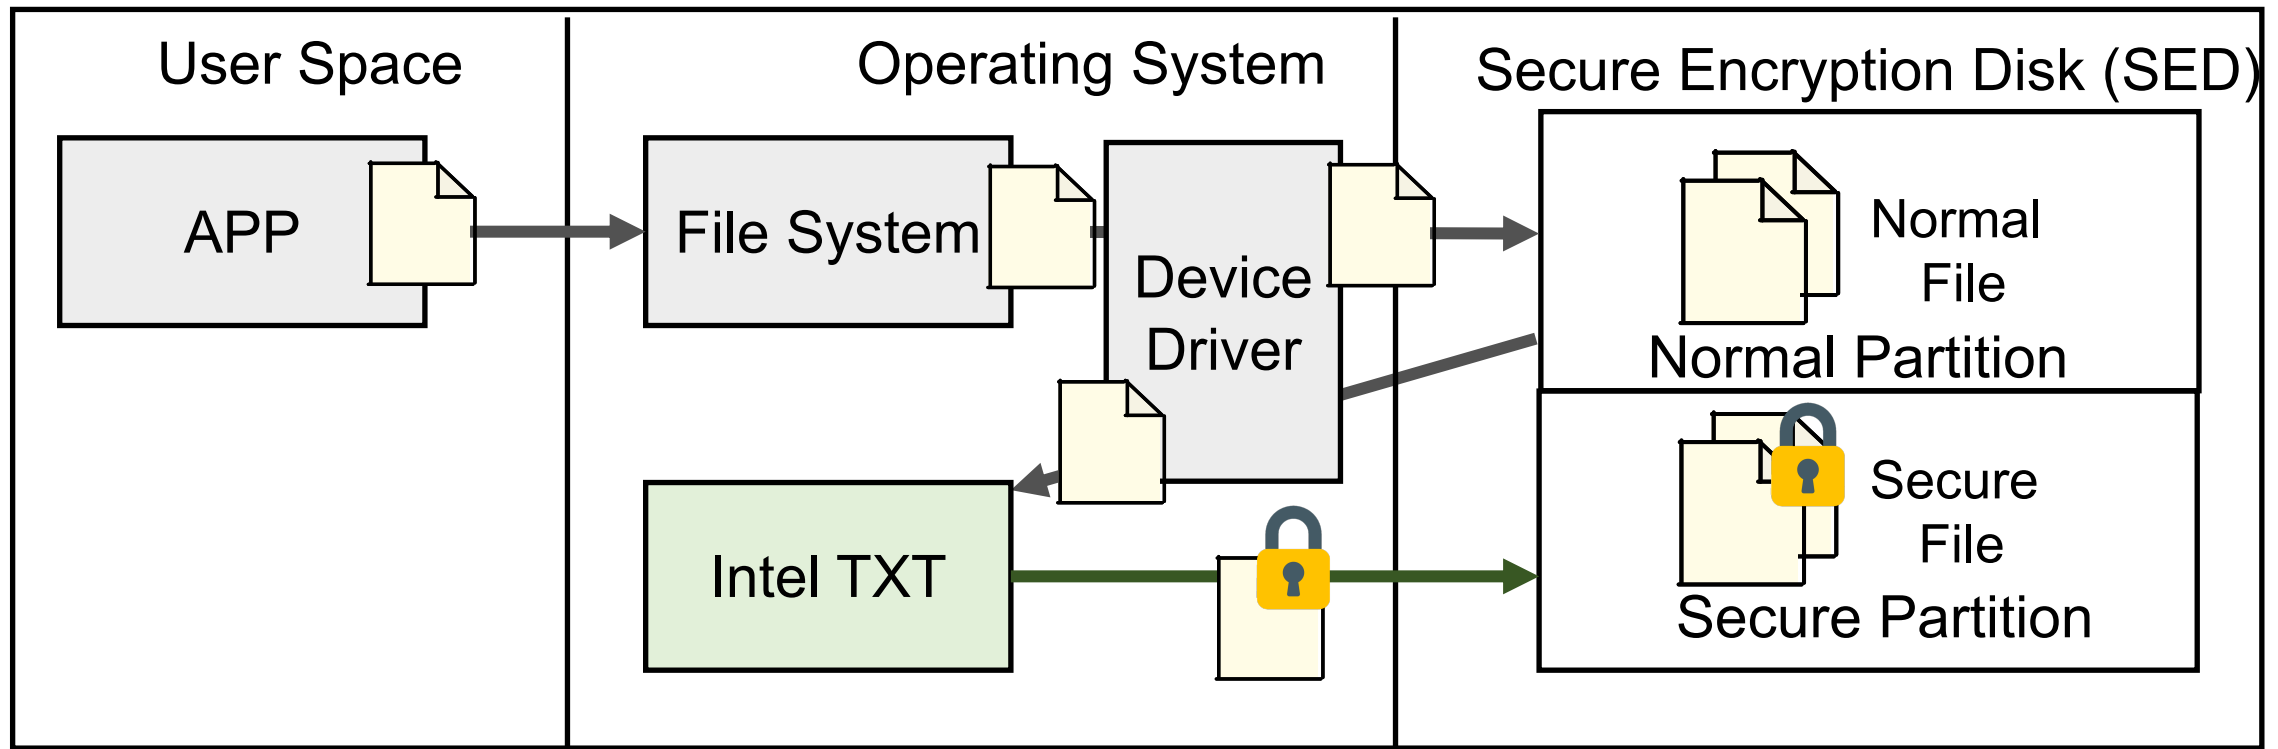 User Space
Operating System
Secure Encryption Disk (SED)
APP
File System
Device
Driver
Normal
File
Normal Partition
Intel TXT
Secure
File
Secure Partition